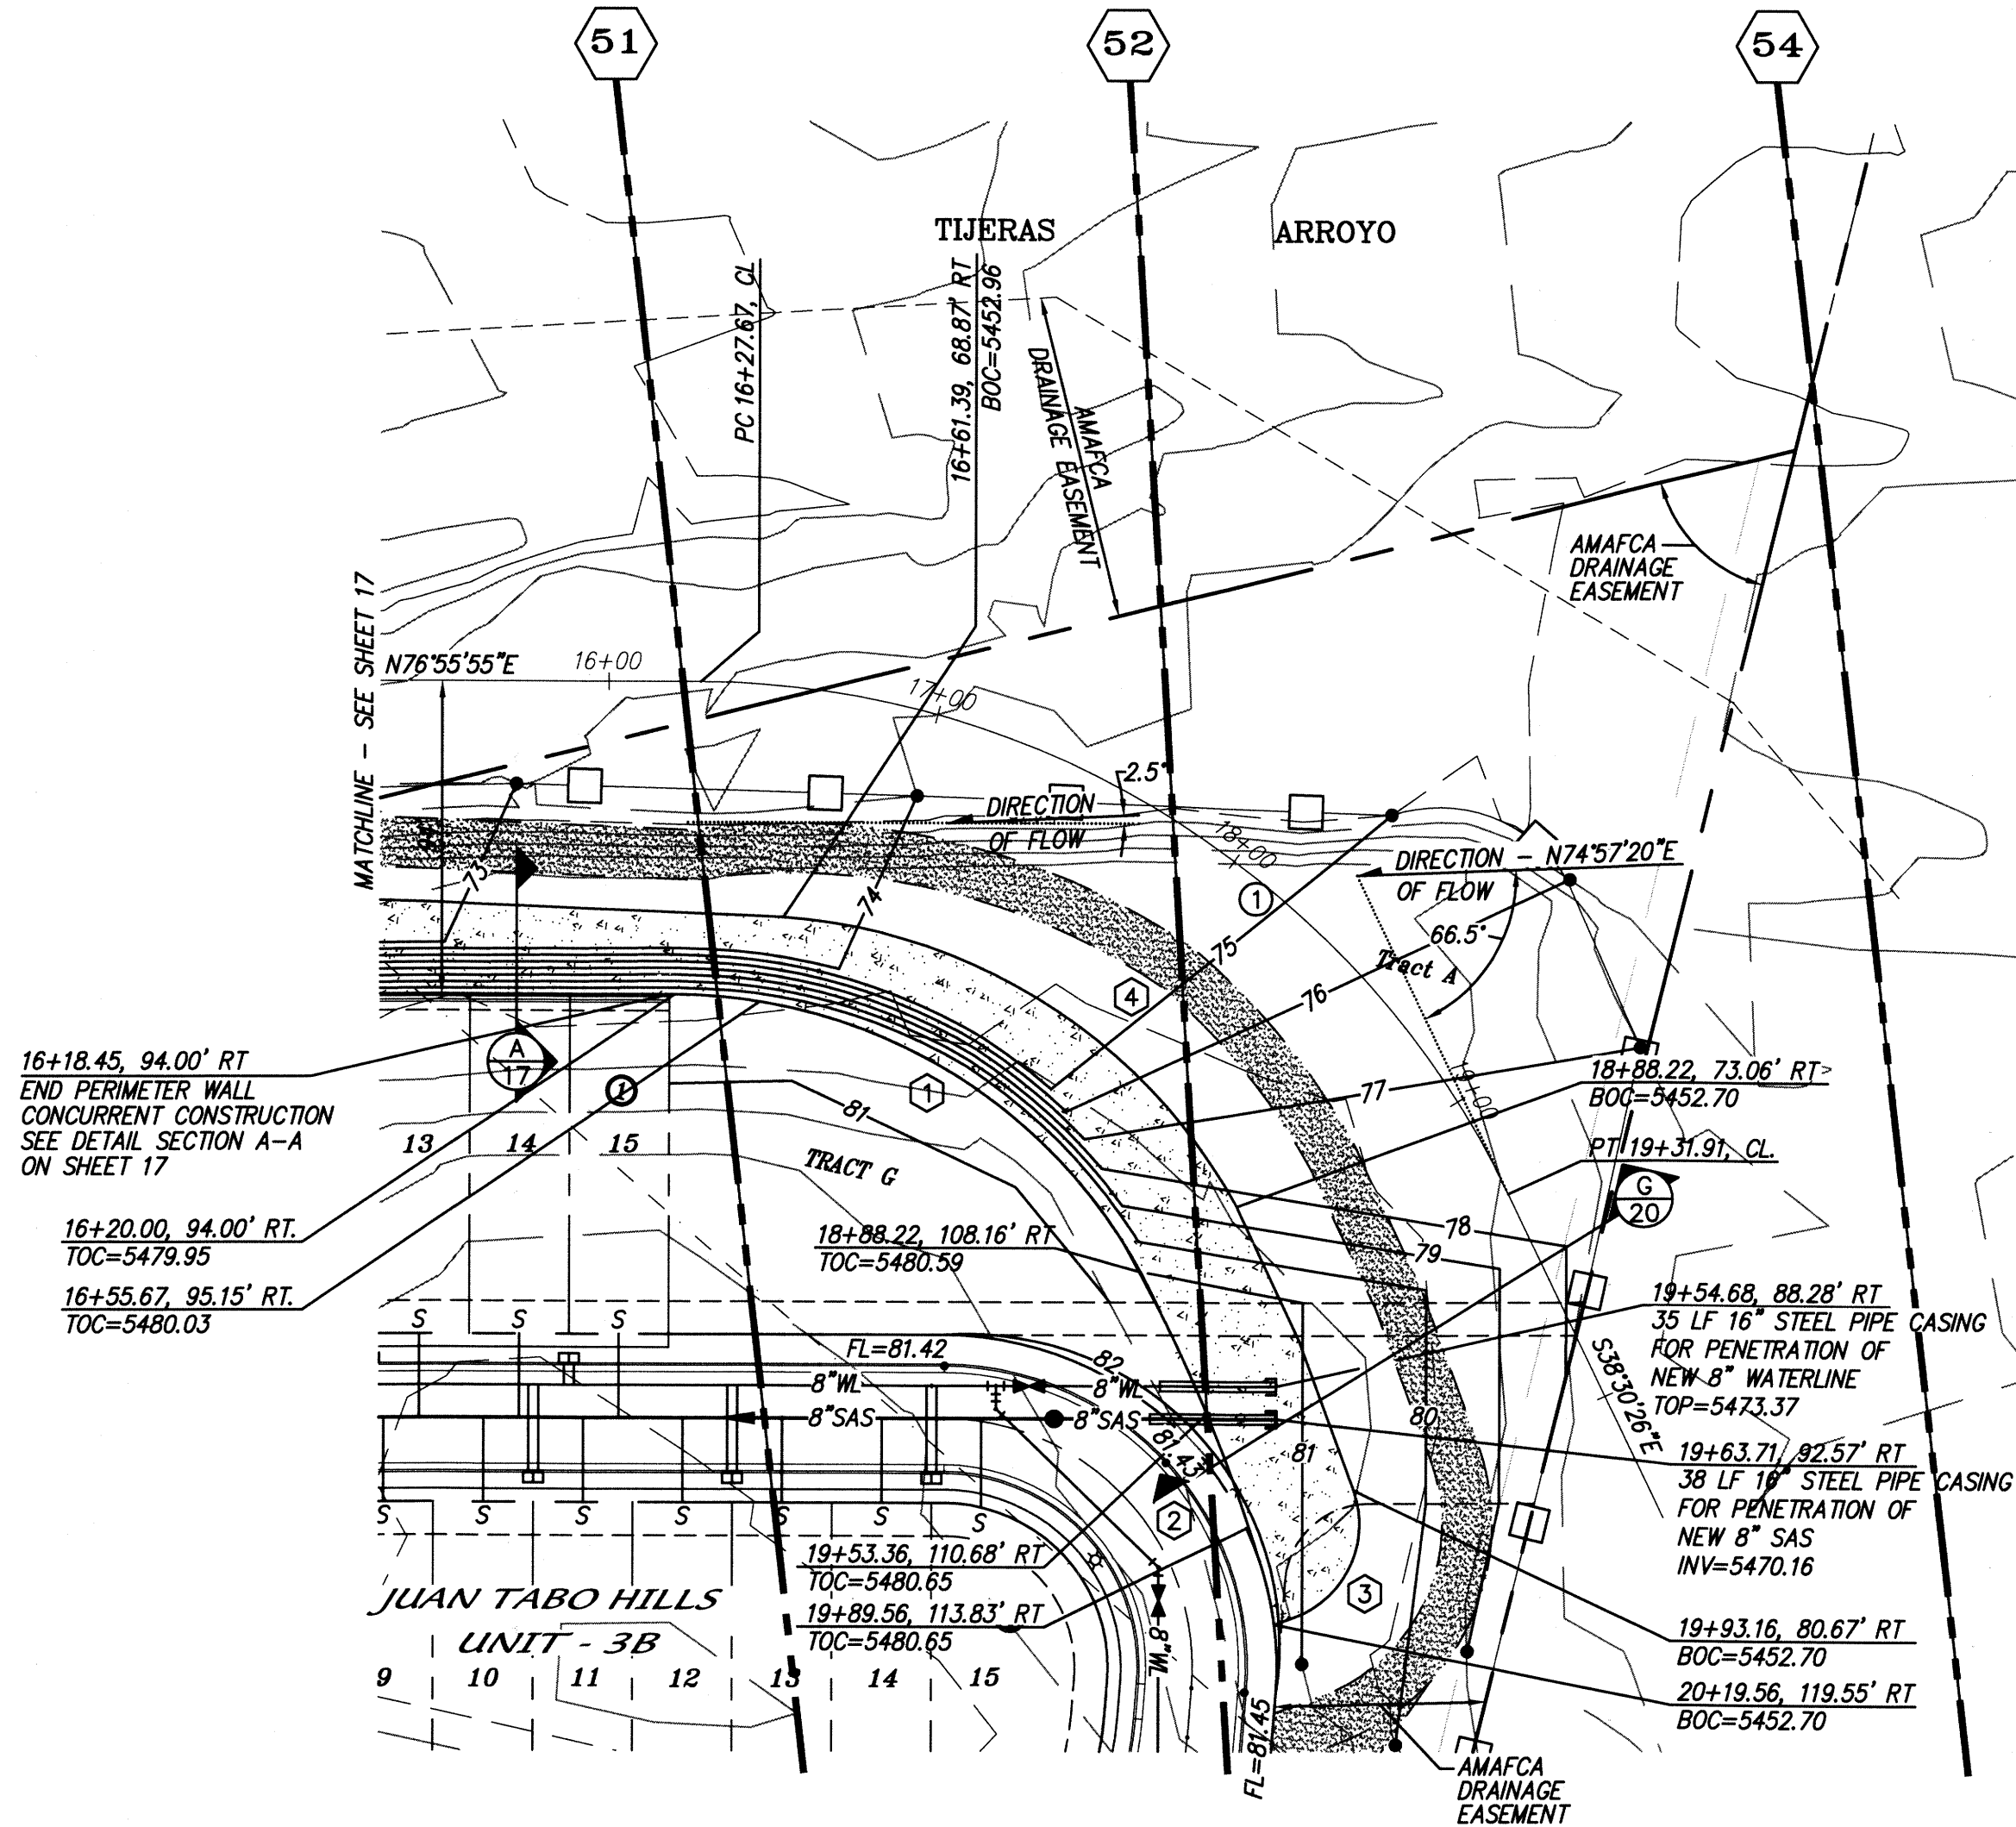 51
52
54
TIJERAS
ARROYO
PC 16+27.67, CL
16+61.39, 68.87' RT
BOC=5452.96
AMAFCA
DRAINAGE EASEMENT
AMAFCA
DRAINAGE
EASEMENT
MATCHLINE - SEE SHEET 17
N76°55'55"E
16+00
17+00
2.5°
DIRECTION
OF FLOW
18+00
DIRECTION - N74°57'20"E
OF FLOW
66.5°
Tract A
73
74
1
75
4
76
16+18.45, 94.00' RT
END PERIMETER WALL
CONCURRENT CONSTRUCTION
SEE DETAIL SECTION A-A
ON SHEET 17
A
17
1
1
81
77
19+00
18+88.22, 73.06' RT
BOC=5452.70
13
14
15
TRACT G
PT 19+31.91, CL.
G
20
16+20.00, 94.00' RT.
TOC=5479.95
18+88.22, 108.16' RT
TOC=5480.59
78
79
16+55.67, 95.15' RT.
TOC=5480.03
19+54.68, 88.28' RT
35 LF 16" STEEL PIPE CASING
FOR PENETRATION OF
NEW 8" WATERLINE
TOP=5473.37
S38°30'26"E
S
S
S
FL=81.42
82
8"WL
8"WL
8"SAS
8"SAS
80
81
81.43
19+63.71, 92.57' RT
38 LF 16" STEEL PIPE CASING
FOR PENETRATION OF
NEW 8" SAS
INV=5470.16
S
S
S
S
S
S
S
2
19+53.36, 110.68' RT
TOC=5480.65
3
19+89.56, 113.83' RT
TOC=5480.65
8"WL
JUAN TABO HILLS
UNIT - 3B
19+93.16, 80.67' RT
BOC=5452.70
9
10
11
12
13
14
15
20+19.56, 119.55' RT
BOC=5452.70
FL=81.45
AMAFCA
DRAINAGE
EASEMENT